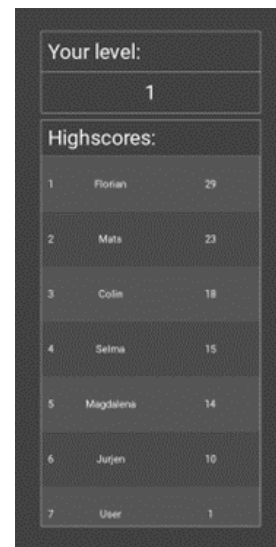 Your level:
1
Highscores:
1 Florian 29
2 Mats 23
3 Colin 18
4 Selma 15
5 Magdalena 14
6 Jurjen 10
7 User 1